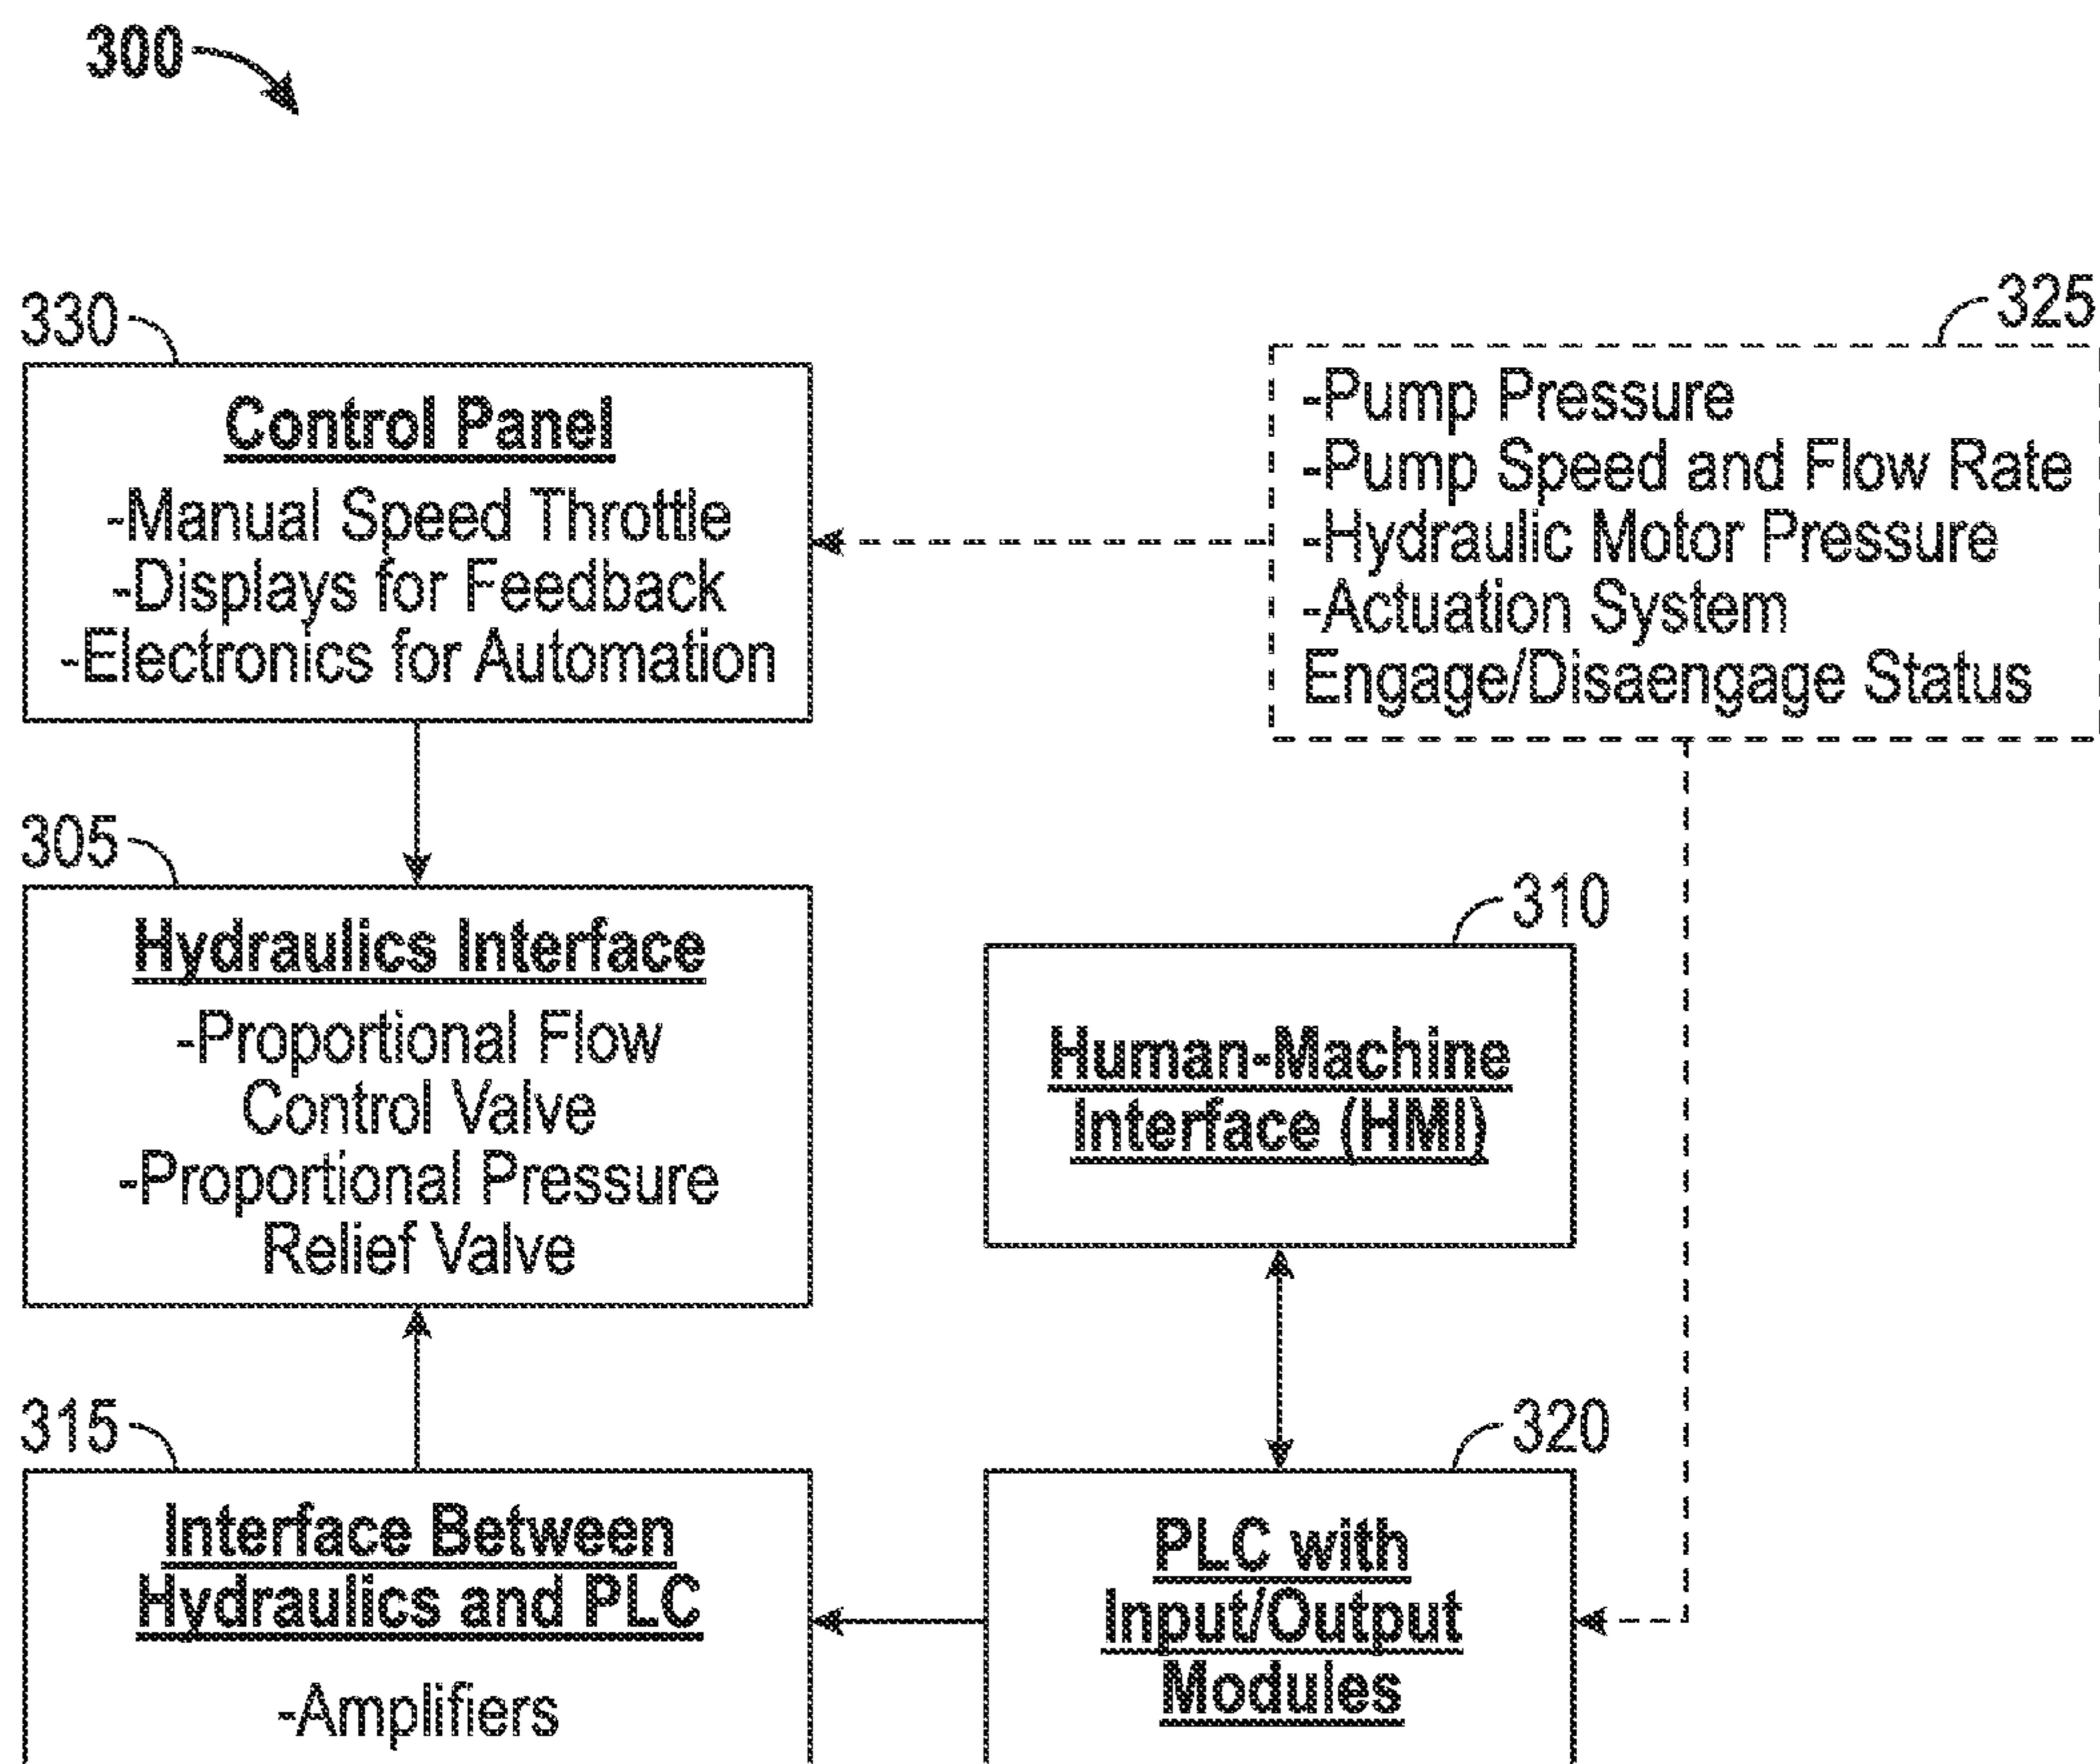 300
330
Control Panel
-Manual Speed Throttle
-Displays for Feedback
-Electronics for Automation
325
-Pump Pressure
-Pump Speed and Flow Rate
-Hydraulic Motor Pressure
-Actuation System
Engage/Disaengage Status
305
Hydraulics Interface
-Proportional Flow
Control Valve
-Proportional Pressure
Relief Valve
310
Human-Machine
Interface (HMI)
315
Interface Between
Hydraulics and PLC
-Amplifiers
320
PLC with
Input/Output
Modules